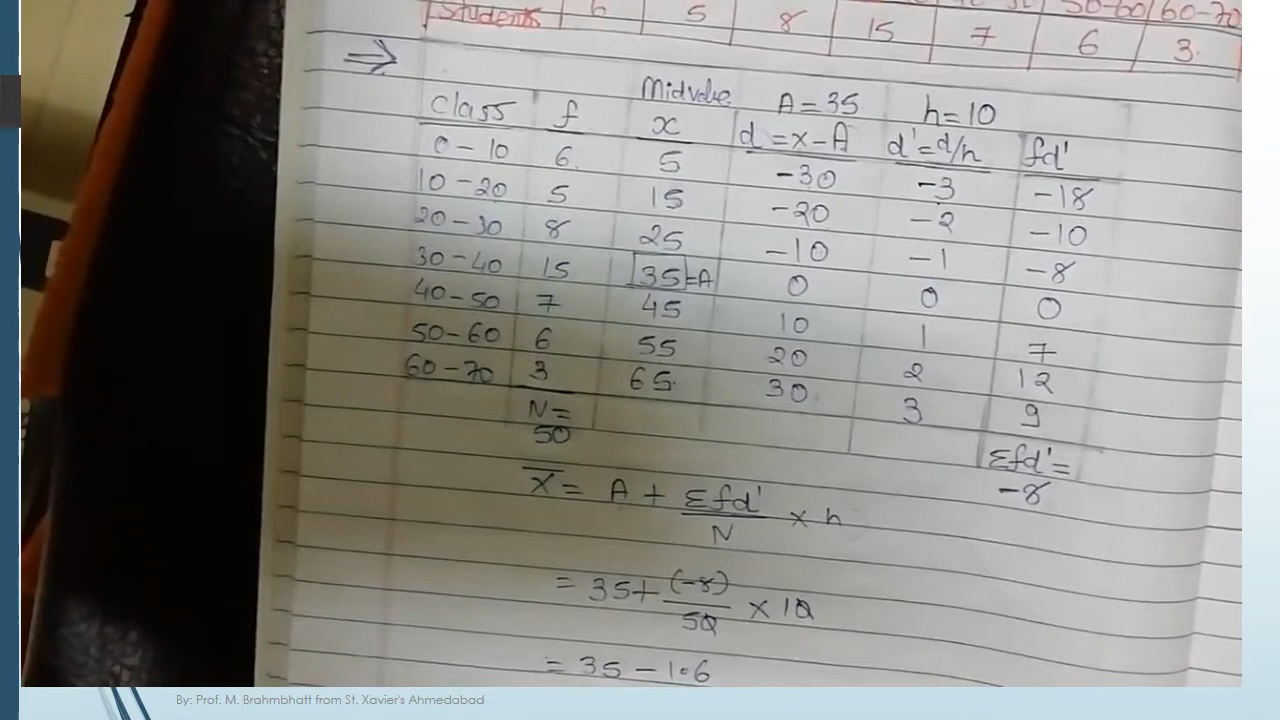 50-60 60-70
Students 6 5 8 15 7 6 3
⇒ Midvalue A=35 h=10
class f x d=x-A d'=d/h fd'
0-10 6 5 -30 -3 -18
10-20 5 15 -20 -2 -10
20-30 8 25 -10 -1 -8
30-40 15 35=A 0 0 0
40-50 7 45 10 1 7
50-60 6 55 20 2 12
60-70 3 65 30 3 9
N=
50
Σfd'=
-8
x̄ = A + Σfd'/N × h
= 35+ (-8)/50 × 10
= 35 - 1.6
By: Prof. M. Brahmbhatt from St. Xavier's Ahmedabad